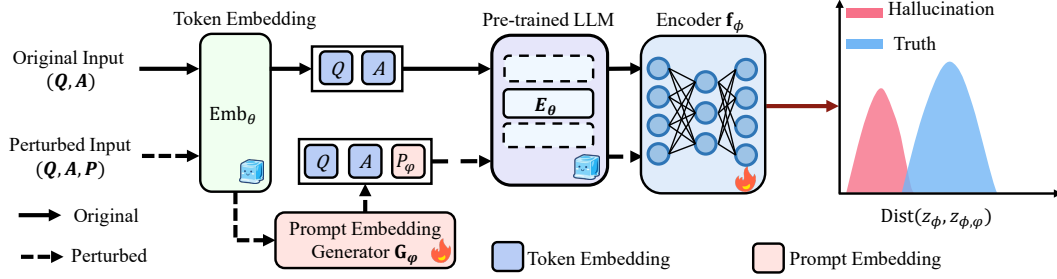 Token Embedding
Pre-trained LLM
Encoder f_ϕ
Hallucination
Truth
Original Input
(Q, A)
Emb_θ
Q A
E_θ
Perturbed Input
(Q, A, P)
Q A P_φ
Original
Perturbed
Prompt Embedding
Generator G_φ
Token Embedding
Prompt Embedding
Dist(z_ϕ, z_ϕ,φ)